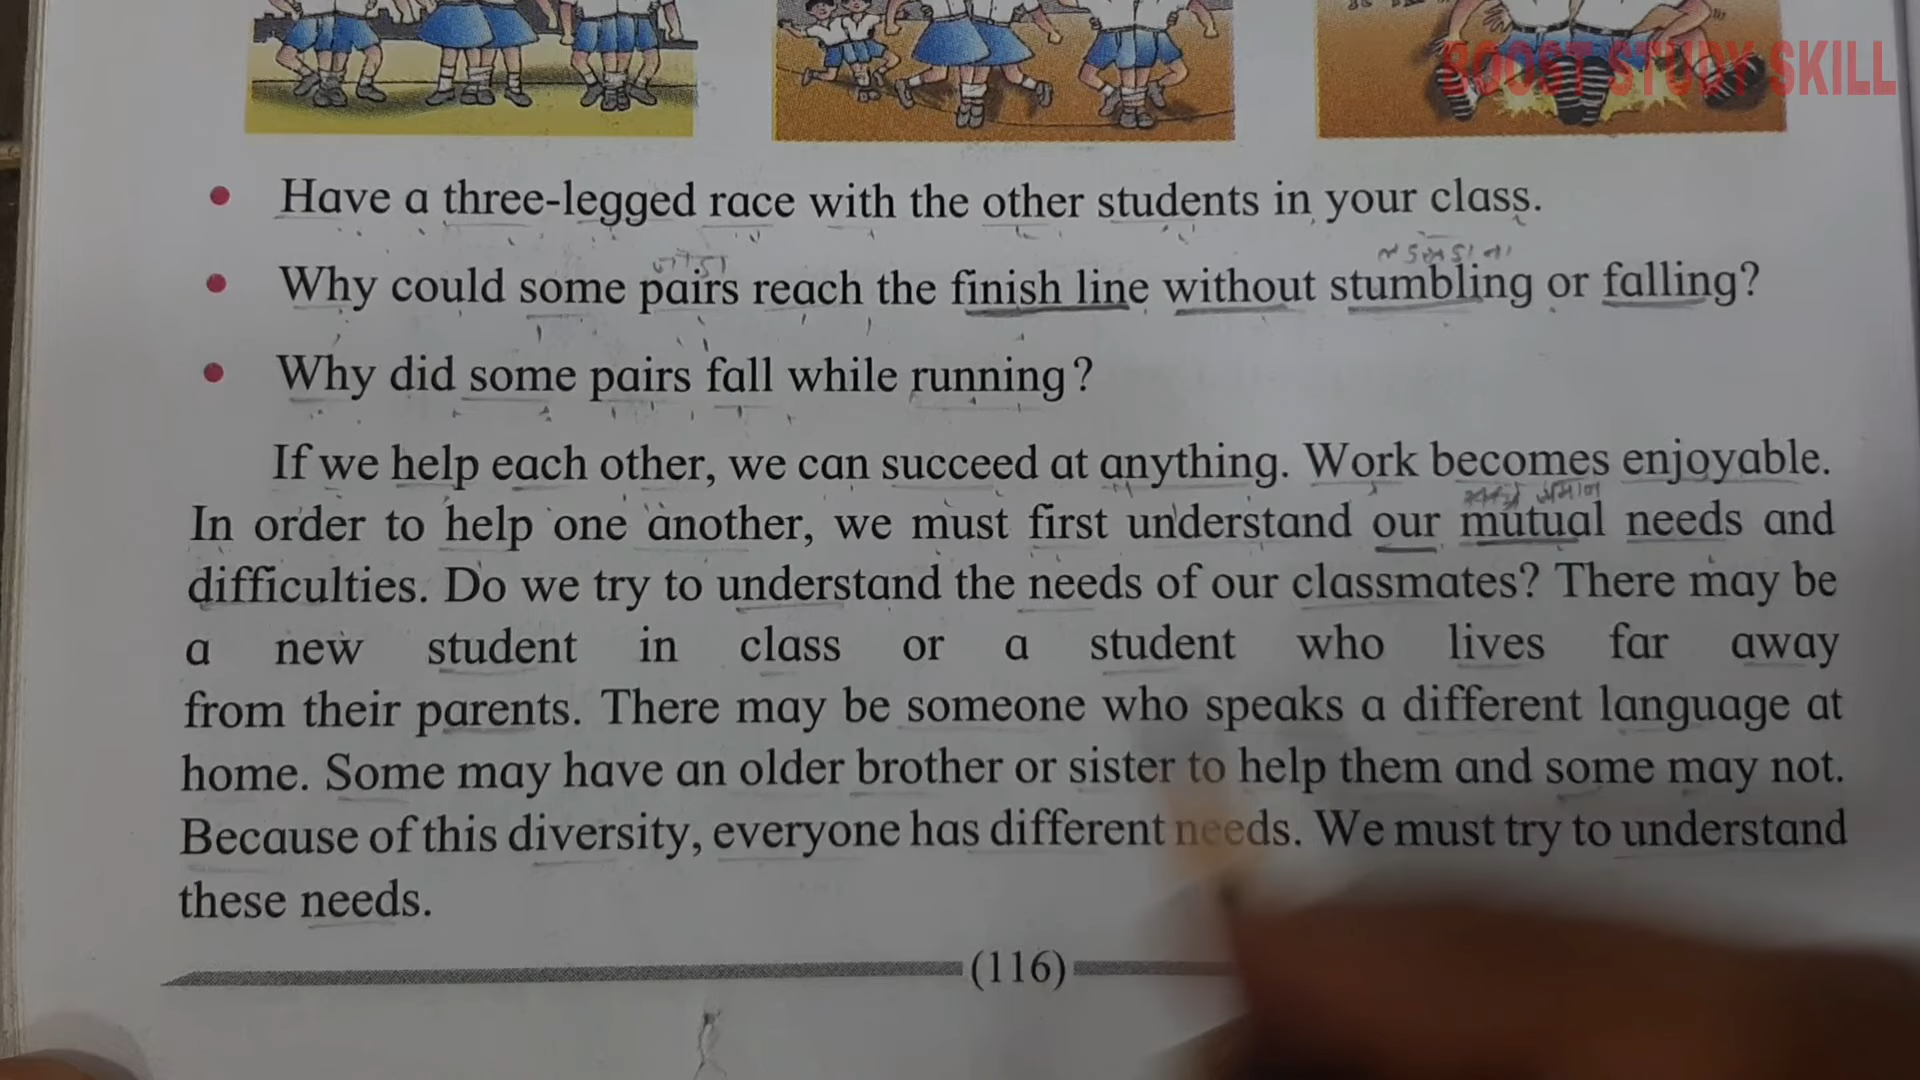 BOOST STUDY SKILL
• Have a three-legged race with the other students in your class.
जोडी
• Why could some pairs reach the finish line without stumbling or falling?
• Why did some pairs fall while running?
If we help each other, we can succeed at anything. Work becomes enjoyable.
In order to help one another, we must first understand our mutual needs and
difficulties. Do we try to understand the needs of our classmates? There may be
a new student in class or a student who lives far away
from their parents. There may be someone who speaks a different language at
home. Some may have an older brother or sister to help them and some may not.
Because of this diversity, everyone has different needs. We must try to understand
these needs.
(116)